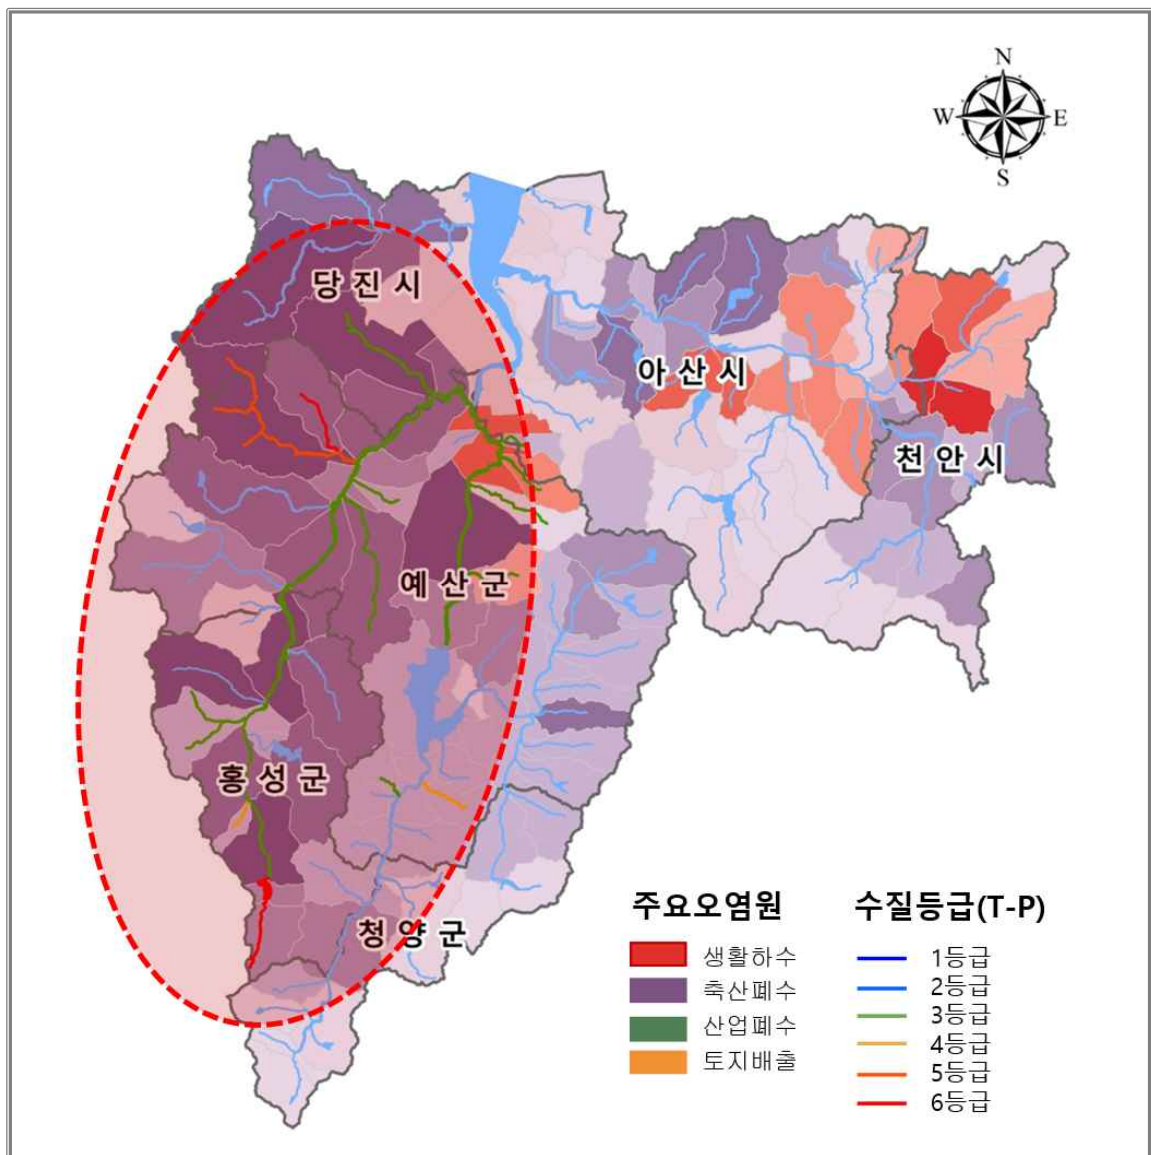 N
W E
S
당진시
아산시
천안시
예산군
홍성군
청양군
주요오염원
생활하수
축산폐수
산업폐수
토지배출
수질등급(T-P)
1등급
2등급
3등급
4등급
5등급
6등급